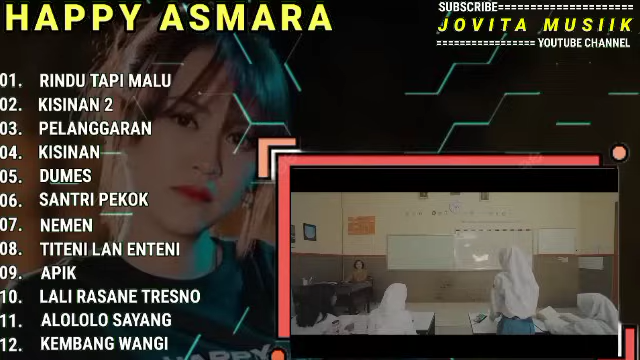 HAPPY ASMARA
SUBSCRIBE====================
JOVITA MUSIIK
=============== YOUTUBE CHANNEL
01. RINDU TAPI MALU
02. KISINAN 2
03. PELANGGARAN
04. KISINAN
05. DUMES
06. SANTRI PEKOK
07. NEMEN
08. TITENI LAN ENTENI
09. APIK
10. LALI RASANE TRESNO
11. ALOLOLO SAYANG
12. KEMBANG WANGI
HAPPY